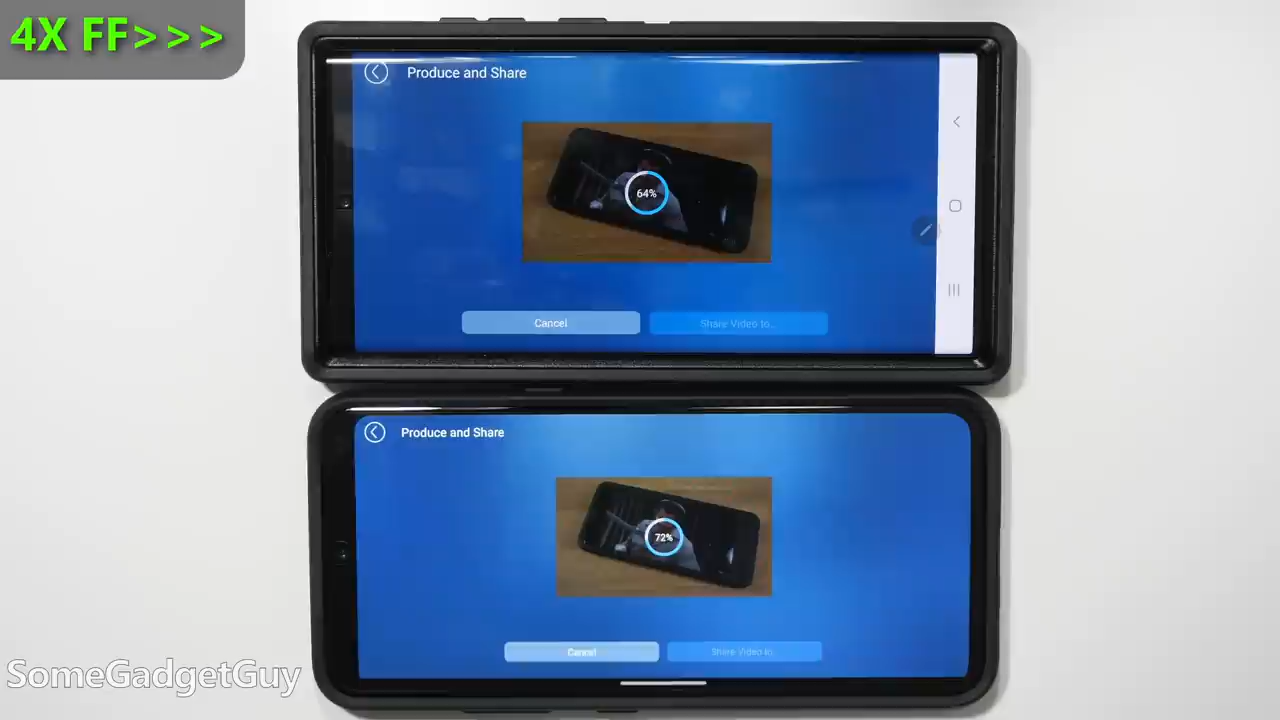 4X FF>>>
Produce and Share
64%
Cancel
Share Video to...
Produce and Share
72%
Cancel
Share Video to...
SomeGadgetGuy